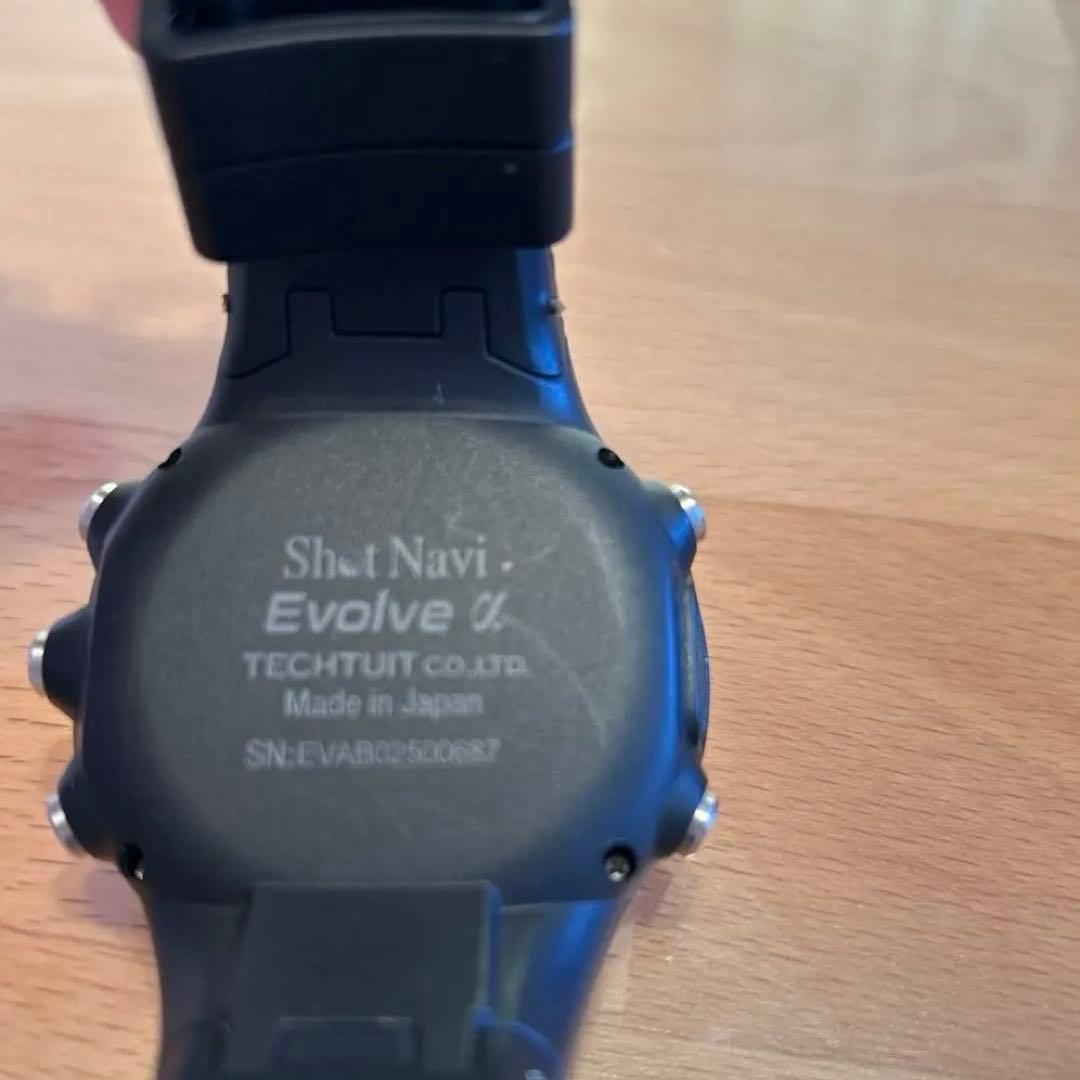 Shot Navi
Evolve α
TECHTUIT CO.,LTD.
Made in Japan
SN:EVAB02500687